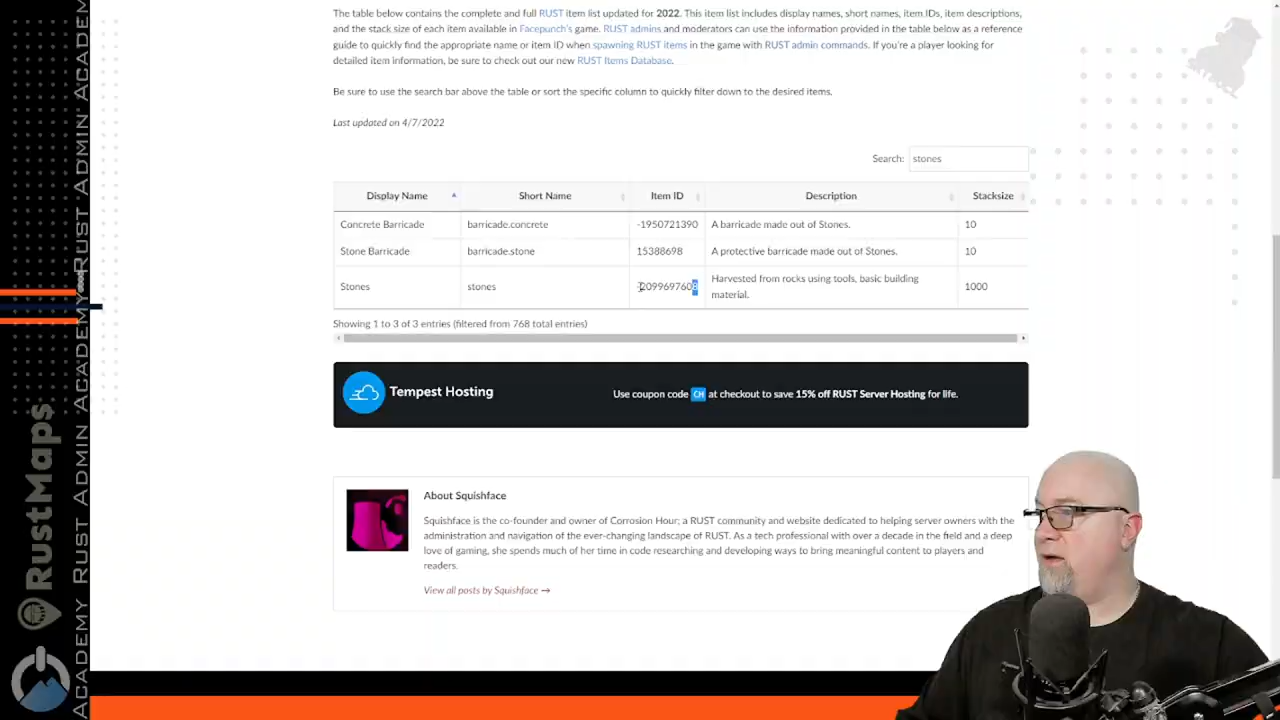 The table below contains the complete and full RUST item list updated for 2022. This item list includes display names, short names, item IDs, item descriptions,
and the stack size of each item available in Facepunch's game. RUST admins and moderators can use the information provided in the table below as a reference
guide to quickly find the appropriate name or item ID when spawning RUST items in the game with RUST admin commands. If you're a player looking for
detailed item information, be sure to check out our new RUST Items Database.
Be sure to use the search bar above the table or sort the specific column to quickly filter down to the desired items.
Last updated on 4/7/2022
Search: stones
Display Name Short Name Item ID Description Stacksize
Concrete Barricade barricade.concrete -1950721390 A barricade made out of Stones. 10
Stone Barricade barricade.stone 15388698 A protective barricade made out of Stones. 10
Stones stones -2099697608 Harvested from rocks using tools, basic building
material. 1000
Showing 1 to 3 of 3 entries (filtered from 768 total entries)
Tempest Hosting Use coupon code CH at checkout to save 15% off RUST Server Hosting for life.
About Squishface
Squishface is the co-founder and owner of Corrosion Hour; a RUST community and website dedicated to helping server owners with the
administration and navigation of the ever-changing landscape of RUST. As a tech professional with over a decade in the field and a deep
love of gaming, she spends much of her time in code researching and developing ways to bring meaningful content to players and
readers.
View all posts by Squishface →
RustMaps
ACADEMY Rust Admin Academy Rust Admin Academy